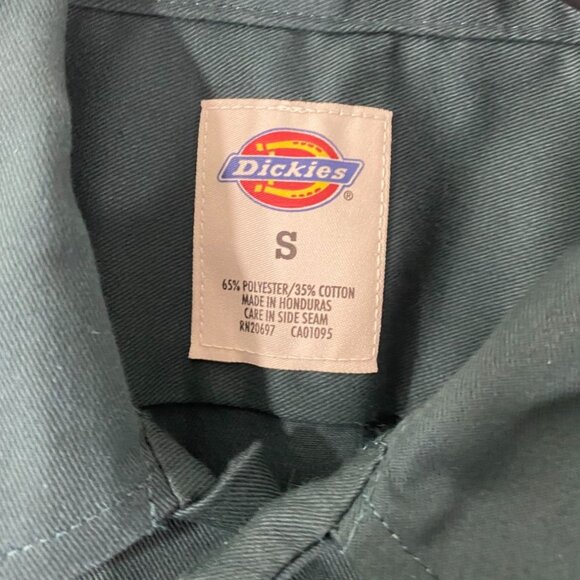 Dickies
®
S
65% POLYESTER/35% COTTON
MADE IN HONDURAS
CARE IN SIDE SEAM
RN20697 CA01095